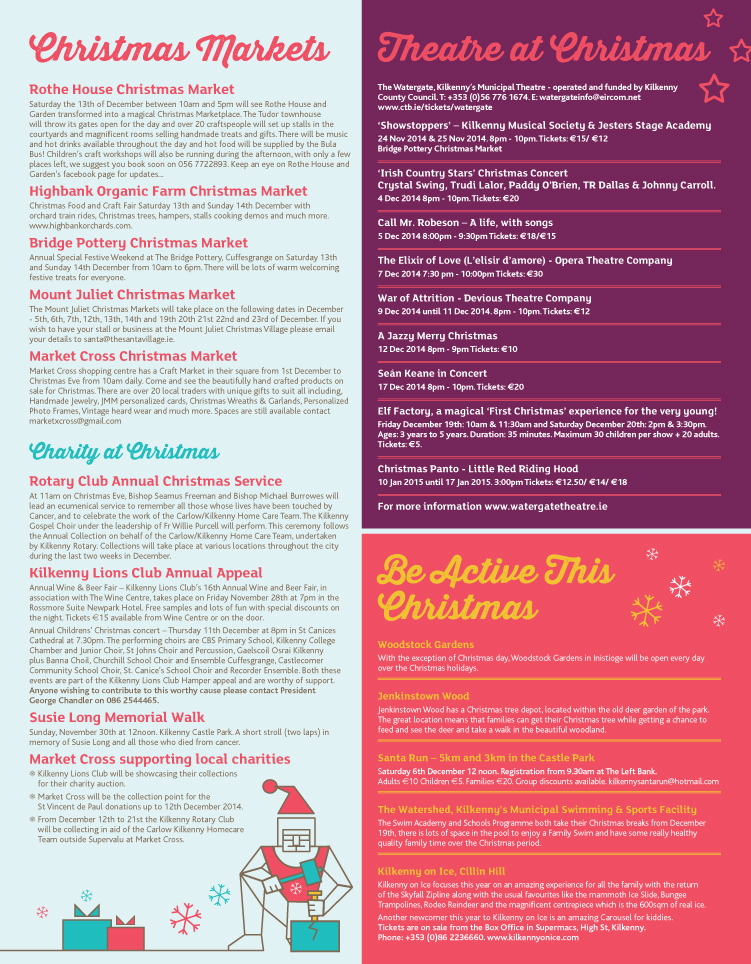 Christmas Markets
Rothe House Christmas Market
Saturday the 13th of December between 10am and 5pm will see Rothe House and
Garden transformed into a magical Christmas Marketplace. The Tudor townhouse
will throw its gates open for the day and over 20 craftspeople will set up stalls in the
courtyards and magnificent rooms selling handmade treats and gifts. There will be music
and hot drinks available throughout the day and hot food will be supplied by the Bula
Bus! Children's craft workshops will also be running during the afternoon, with only a few
places left, we suggest you book soon on 056 7722893. Keep an eye on Rothe House and
Garden's facebook page for updates...
Highbank Organic Farm Christmas Market
Christmas Food and Craft Fair Saturday 13th and Sunday 14th December with
orchard train rides, Christmas trees, hampers, stalls cooking demos and much more.
www.highbankorchards.com.
Bridge Pottery Christmas Market
Annual Special Festive Weekend at The Bridge Pottery, Cuffesgrange on Saturday 13th
and Sunday 14th December from 10am to 6pm. There will be lots of warm welcoming
festive treats for everyone.
Mount Juliet Christmas Market
The Mount Juliet Christmas Markets will take place on the following dates in December
- 5th, 6th, 7th, 12th, 13th, 14th and 19th 20th 21st 22nd and 23rd of December. If you
wish to have your stall or business at the Mount Juliet Christmas Village please email
your details to santa@thesantavillage.ie.
Market Cross Christmas Market
Market Cross shopping centre has a Craft Market in their square from 1st December to
Christmas Eve from 10am daily. Come and see the beautifully hand crafted products on
sale for Christmas. There are over 20 local traders with unique gifts to suit all including,
Handmade Jewelry, JMM personalized cards, Christmas Wreaths & Garlands, Personalized
Photo Frames, Vintage heard wear and much more. Spaces are still available contact
marketxcross@gmail.com
Charity at Christmas
Rotary Club Annual Christmas Service
At 11am on Christmas Eve, Bishop Seamus Freeman and Bishop Michael Burrowes will
lead an ecumenical service to remember all those whose lives have been touched by
Cancer, and to celebrate the work of the Carlow/Kilkenny Home Care Team. The Kilkenny
Gospel Choir under the leadership of Fr Willie Purcell will perform. This ceremony follows
the Annual Collection on behalf of the Carlow/Kilkenny Home Care Team, undertaken
by Kilkenny Rotary. Collections will take place at various locations throughout the city
during the last two weeks in December.
Kilkenny Lions Club Annual Appeal
Annual Wine & Beer Fair – Kilkenny Lions Club's 16th Annual Wine and Beer Fair, in
association with The Wine Centre, takes place on Friday November 28th at 7pm in the
Rossmore Suite Newpark Hotel. Free samples and lots of fun with special discounts on
the night. Tickets €15 available from Wine Centre or on the door.
Annual Childrens' Christmas concert – Thursday 11th December at 8pm in St Canices
Cathedral at 7.30pm. The performing choirs are CBS Primary School, Kilkenny College
Chamber and Junior Choir, St Johns Choir and Percussion, Gaelscoil Osrai Kilkenny
plus Banna Choil, Churchill School Choir and Ensemble Cuffesgrange, Castlecomer
Community School Choir, St. Canice's School Choir and Recorder Ensemble. Both these
events are part of the Kilkenny Lions Club Hamper appeal and are worthy of support.
Anyone wishing to contribute to this worthy cause please contact President
George Chandler on 086 2544465.
Susie Long Memorial Walk
Sunday, November 30th at 12noon. Kilkenny Castle Park. A short stroll (two laps) in
memory of Susie Long and all those who died from cancer.
Market Cross supporting local charities
Kilkenny Lions Club will be showcasing their collections
for their charity auction.
Market Cross will be the collection point for the
St Vincent de Paul donations up to 12th December 2014.
From December 12th to 21st the Kilkenny Rotary Club
will be collecting in aid of the Carlow Kilkenny Homecare
Team outside Supervalu at Market Cross.
Theatre at Christmas
The Watergate, Kilkenny's Municipal Theatre - operated and funded by Kilkenny
County Council. T: +353 (0)56 776 1674. E: watergateinfo@eircom.net
www.ctb.ie/tickets/watergate
'Showstoppers' – Kilkenny Musical Society & Jesters Stage Academy
24 Nov 2014 & 25 Nov 2014. 8pm - 10pm. Tickets: €15/ €12
Bridge Pottery Christmas Market
'Irish Country Stars' Christmas Concert
Crystal Swing, Trudi Lalor, Paddy O'Brien, TR Dallas & Johnny Carroll.
4 Dec 2014 8pm - 10pm. Tickets: €20
Call Mr. Robeson – A life, with songs
5 Dec 2014 8:00pm - 9:30pm Tickets: €18/€15
The Elixir of Love (L'elisir d'amore) - Opera Theatre Company
7 Dec 2014 7:30 pm - 10:00pm Tickets: €30
War of Attrition - Devious Theatre Company
9 Dec 2014 until 11 Dec 2014. 8pm - 10pm. Tickets: €12
A Jazzy Merry Christmas
12 Dec 2014 8pm - 9pm Tickets: €10
Seán Keane in Concert
17 Dec 2014 8pm - 10pm. Tickets: €20
Elf Factory, a magical 'First Christmas' experience for the very young!
Friday December 19th: 10am & 11:30am and Saturday December 20th: 2pm & 3:30pm.
Ages: 3 years to 5 years. Duration: 35 minutes. Maximum 30 children per show + 20 adults.
Tickets: €5.
Christmas Panto - Little Red Riding Hood
10 Jan 2015 until 17 Jan 2015. 3:00pm Tickets: €12.50/ €14/ €18
For more information www.watergatetheatre.ie
Be Active This
Christmas
Woodstock Gardens
With the exception of Christmas day, Woodstock Gardens in Inistioge will be open every day
over the Christmas holidays.
Jenkinstown Wood
Jenkinstown Wood has a Christmas tree depot, located within the old deer garden of the park.
The great location means that families can get their Christmas tree while getting a chance to
feed and see the deer and take a walk in the beautiful woodland.
Santa Run – 5km and 3km in the Castle Park
Saturday 6th December 12 noon. Registration from 9.30am at The Left Bank.
Adults €10 Children €5. Families €20. Group discounts available. kilkennysantarun@hotmail.com
The Watershed, Kilkenny's Municipal Swimming & Sports Facility
The Swim Academy and Schools Programme both take their Christmas breaks from December
19th, there is lots of space in the pool to enjoy a Family Swim and have some really healthy
quality family time over the Christmas period.
Kilkenny on Ice, Cillin Hill
Kilkenny on Ice focuses this year on an amazing experience for all the family with the return
of the Skyfall Zipline along with the usual favourites like the mammoth Ice Slide, Bungee
Trampolines, Rodeo Reindeer and the magnificent centrepiece which is the 600sqm of real ice.
Another newcomer this year to Kilkenny on Ice is an amazing Carousel for kiddies.
Tickets are on sale from the Box Office in Supermacs, High St, Kilkenny.
Phone: +353 (0)86 2236660. www.kilkennyonice.com